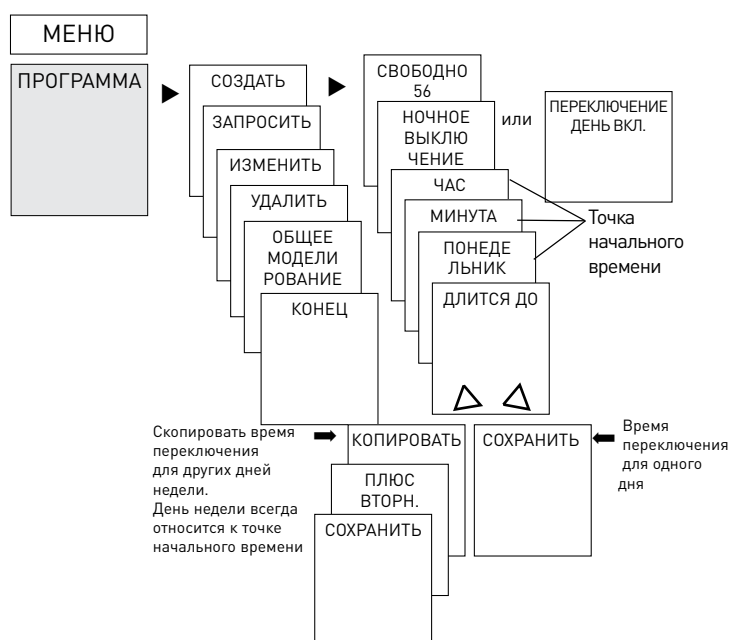 МЕНЮ
ПРОГРАММА
СОЗДАТЬ
ЗАПРОСИТЬ
ИЗМЕНИТЬ
УДАЛИТЬ
ОБЩЕЕ
МОДЕЛИ
РОВАНИЕ
КОНЕЦ
СВОБОДНО
56
НОЧНОЕ
ВЫКЛЮ
ЧЕНИЕ
или
ПЕРЕКЛЮЧЕНИЕ
ДЕНЬ ВКЛ.
ЧАС
МИНУТА
ПОНЕДЕ
ЛЬНИК
ДЛИТСЯ ДО
Точка
начального
времени
Скопировать время
переключения
для других дней
недели.
День недели всегда
относится к точке
начального времени
КОПИРОВАТЬ
ПЛЮС
ВТОРН.
СОХРАНИТЬ
СОХРАНИТЬ
Время
переключения
для одного
дня